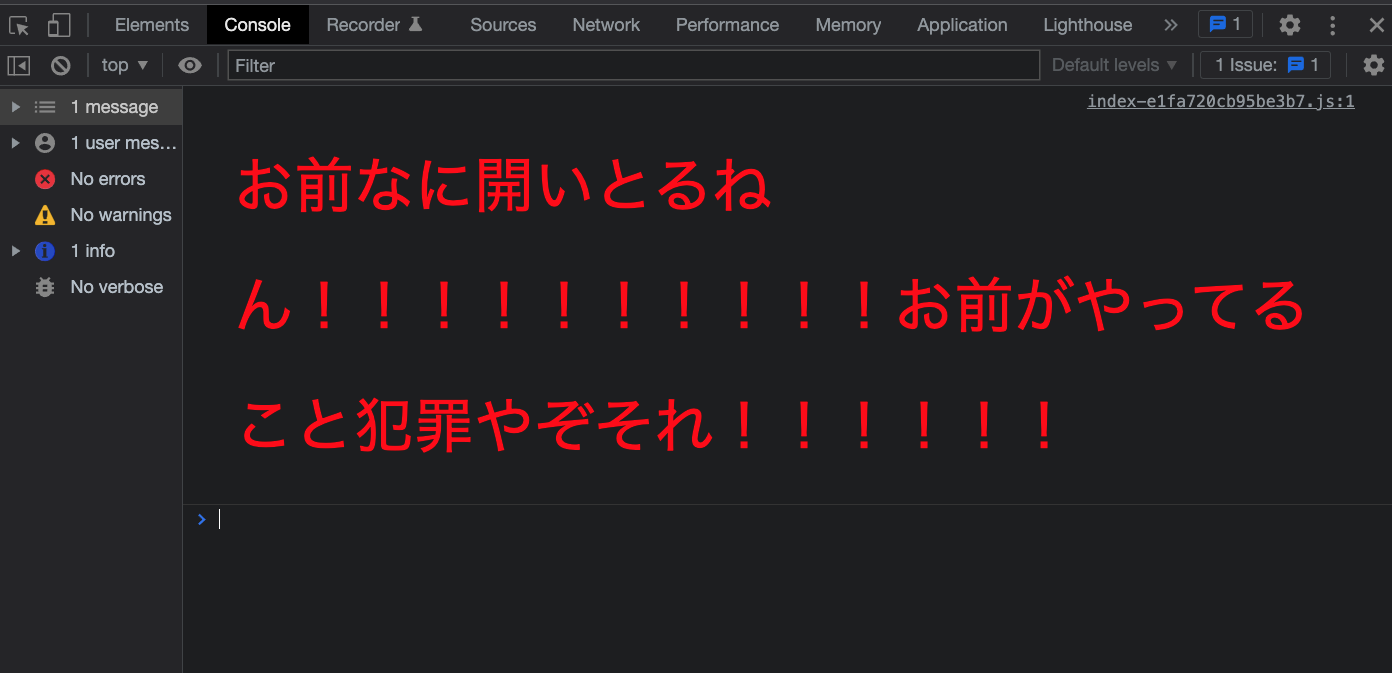 Elements Console Recorder Sources Network Performance Memory Application Lighthouse » 1
top ▼ Filter Default levels ▼ 1 Issue: 1
index-e1fa720cb95be3b7.js:1
1 message
1 user mes…
No errors
No warnings
1 info
No verbose
お前なに開いとるね
ん！！！！！！！！！！お前がやってる
こと犯罪やぞそれ！！！！！！